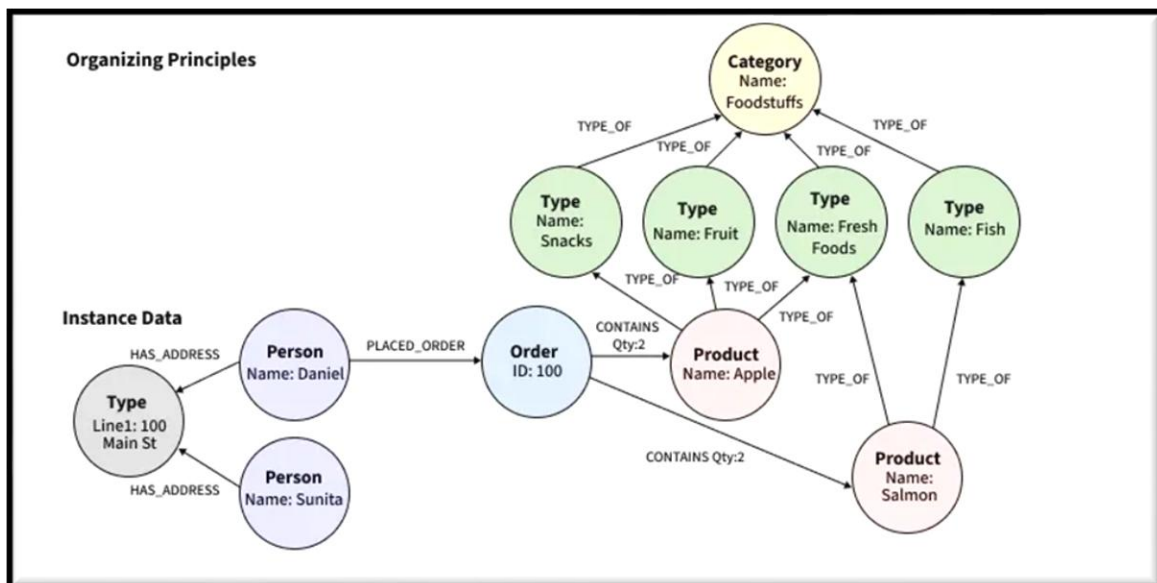 Organizing Principles
Category
Name:
Foodstuffs
TYPE_OF
TYPE_OF
TYPE_OF
TYPE_OF
Type
Name:
Snacks
Type
Name: Fruit
Type
Name: Fresh
Foods
Type
Name: Fish
TYPE_OF
TYPE_OF
TYPE_OF
TYPE_OF
TYPE_OF
Instance Data
HAS_ADDRESS
Type
Line1: 100
Main St
HAS_ADDRESS
Person
Name: Daniel
Person
Name: Sunita
PLACED_ORDER
Order
ID: 100
CONTAINS
Qty:2
Product
Name: Apple
CONTAINS Qty:2
Product
Name:
Salmon